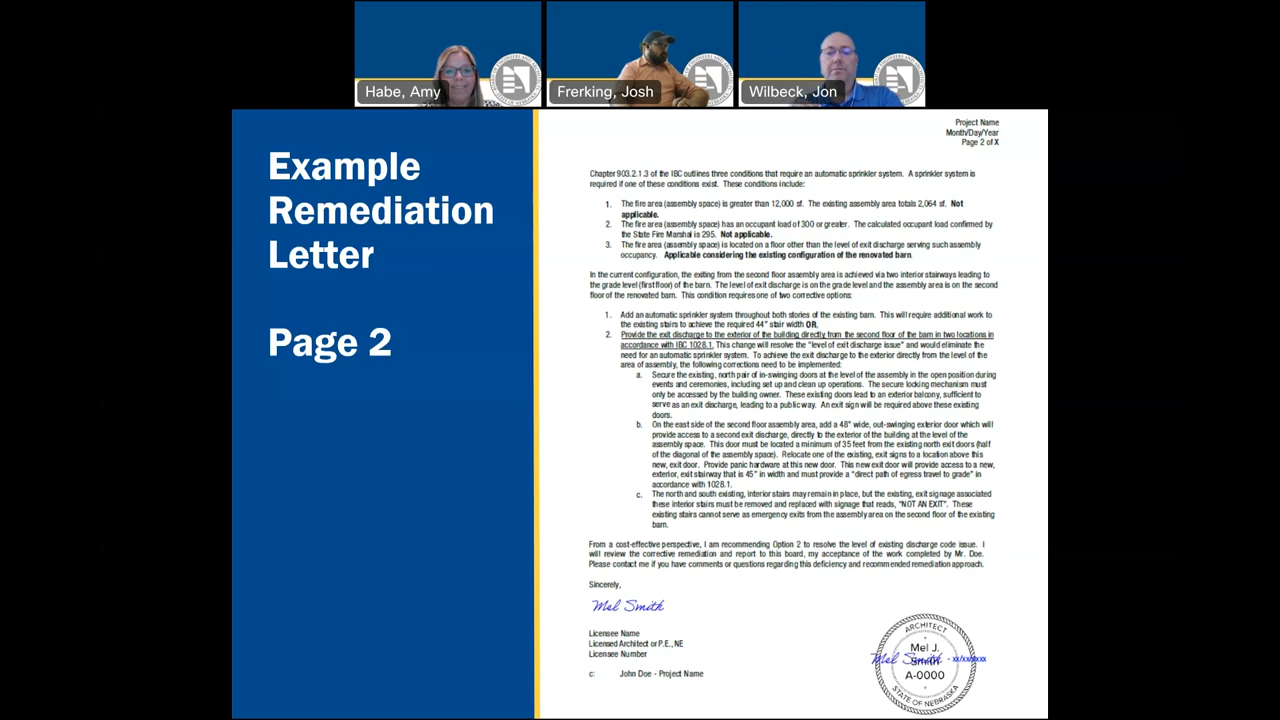 Habe, Amy
Frerking, Josh
Wilbeck, Jon
Example
Remediation
Letter
Page 2
Project Name
Month/Day/Year
Page 2 of X
Chapter 903.2.1.3 of the IBC outlines three conditions that require an automatic sprinkler system. A sprinkler system is
required if one of these conditions exist. These conditions include:
1. The fire area (assembly space) is greater than 12,000 sf. The existing assembly area totals 2,064 sf. Not
applicable.
2. The fire area (assembly space) has an occupant load of 300 or greater. The calculated occupant load confirmed by
the State Fire Marshal is 295. Not applicable.
3. The fire area (assembly space) is located on a floor other than the level of exit discharge serving such assembly
occupancy. Applicable considering the existing configuration of the renovated barn.
In the current configuration, the exiting from the second floor assembly area is achieved via two interior stairways leading to
the grade level (first floor) of the barn. The level of exit discharge is on the grade level and the assembly area is on the second
floor of the renovated barn. This condition requires one of two corrective options:
1. Add an automatic sprinkler system throughout both stories of the existing barn. This will require additional work to
the existing stairs to achieve the required 44" stair width OR,
2. Provide the exit discharge to the exterior of the building directly from the second floor of the barn in two locations in
accordance with IBC 1028.1. This change will resolve the "level of exit discharge issue" and would eliminate the
need for an automatic sprinkler system. To achieve the exit discharge to the exterior directly from the level of the
area of assembly, the following corrections need to be implemented:
a. Secure the existing, north pair of in-swinging doors at the level of the assembly in the open position during
events and ceremonies, including set up and clean up operations. The secure locking mechanism must
only be accessed by the building owner. These existing doors lead to an exterior balcony, sufficient to
serve as an exit discharge, leading to a public way. An exit sign will be required above these existing
doors.
b. On the east side of the second floor assembly area, add a 48" wide, out-swinging exterior door which will
provide access to a second exit discharge, directly to the exterior of the building at the level of the
assembly space. This door must be located a minimum of 35 feet from the existing north exit doors (half
of the diagonal of the assembly space). Relocate one of the existing, exit signs to a location above this
new, exit door. Provide panic hardware at this new door. This new exit door will provide access to a new,
exterior, exit stairway that is 45" in width and must provide a "direct path of egress travel to grade" in
accordance with 1028.1.
c. The north and south existing, interior stairs may remain in place, but the existing, exit signage associated
these interior stairs must be removed and replaced with signage that reads, "NOT AN EXIT". These
existing stairs cannot serve as emergency exits from the assembly area on the second floor of the existing
barn.
From a cost-effective perspective, I am recommending Option 2 to resolve the level of existing discharge code issue. I
will review the corrective remediation and report to this board, my acceptance of the work completed by Mr. Doe.
Please contact me if you have comments or questions regarding this deficiency and recommended remediation approach.
Sincerely,
Mel Smith
Licensee Name
Licensed Architect or P.E., NE
Licensee Number
c: John Doe - Project Name
ARCHITECT
Mel J.
Smith
Mel Smith - xx/xx/xxxx
A-0000
STATE OF NEBRASKA